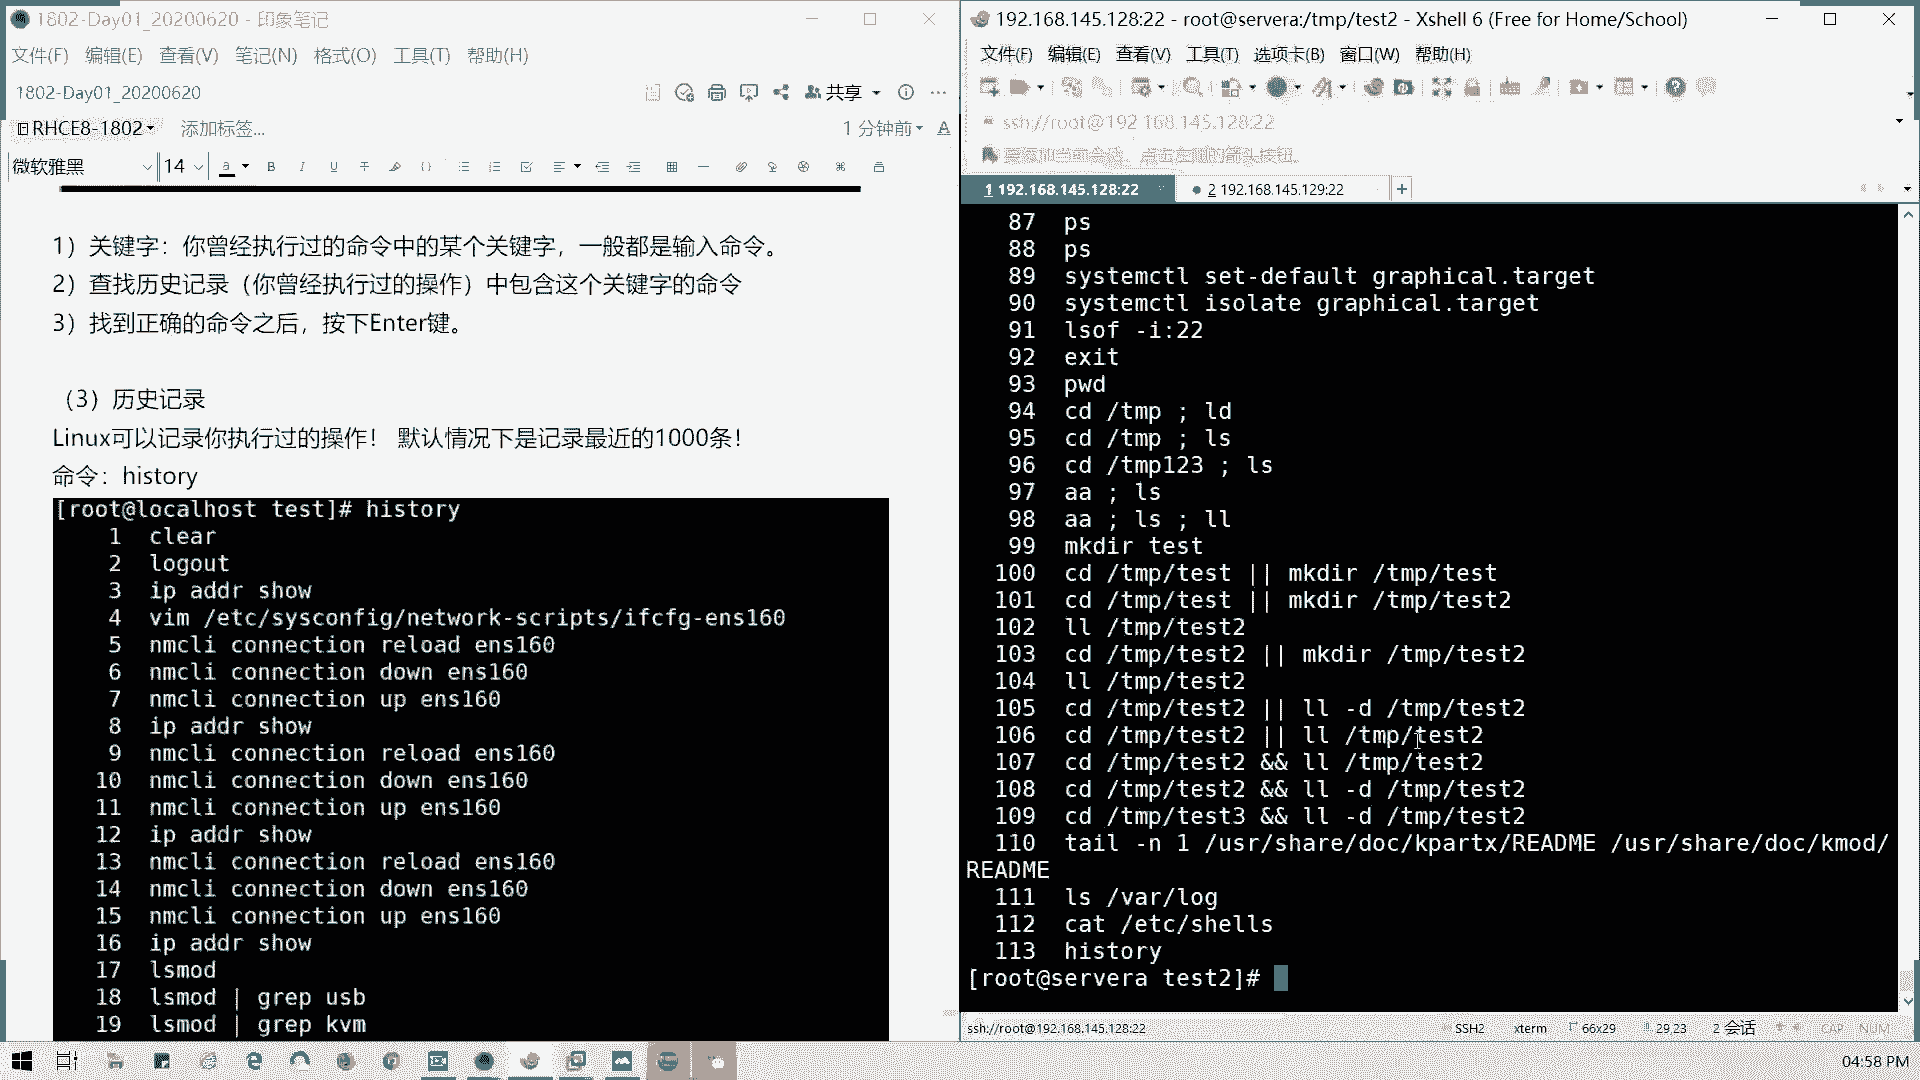 1802-Day01_20200620 - 印象笔记
文件(F) 编辑(E) 查看(V) 笔记(N) 格式(O) 工具(T) 帮助(H)
1802-Day01_20200620
共享
RHCE8-1802 添加标签...
1 分钟前
微软雅黑 14
1）关键字：你曾经执行过的命令中的某个关键字，一般都是输入命令。
2）查找历史记录（你曾经执行过的操作）中包含这个关键字的命令
3）找到正确的命令之后，按下Enter键。
（3）历史记录
Linux可以记录你执行过的操作！ 默认情况下是记录最近的1000条！
命令：history
[root@localhost test]# history
1 clear
2 logout
3 ip addr show
4 vim /etc/sysconfig/network-scripts/ifcfg-ens160
5 nmcli connection reload ens160
6 nmcli connection down ens160
7 nmcli connection up ens160
8 ip addr show
9 nmcli connection reload ens160
10 nmcli connection down ens160
11 nmcli connection up ens160
12 ip addr show
13 nmcli connection reload ens160
14 nmcli connection down ens160
15 nmcli connection up ens160
16 ip addr show
17 lsmod
18 lsmod | grep usb
19 lsmod | grep kvm
192.168.145.128:22 - root@servera:/tmp/test2 - Xshell 6 (Free for Home/School)
文件(F) 编辑(E) 查看(V) 工具(T) 选项卡(B) 窗口(W) 帮助(H)
ssh://root@192.168.145.128:22
要添加当前会话，点击左侧的箭头按钮。
1 192.168.145.128:22
2 192.168.145.129:22
87 ps
88 ps
89 systemctl set-default graphical.target
90 systemctl isolate graphical.target
91 lsof -i:22
92 exit
93 pwd
94 cd /tmp ; ld
95 cd /tmp ; ls
96 cd /tmp123 ; ls
97 aa ; ls
98 aa ; ls ; ll
99 mkdir test
100 cd /tmp/test || mkdir /tmp/test
101 cd /tmp/test || mkdir /tmp/test2
102 ll /tmp/test2
103 cd /tmp/test2 || mkdir /tmp/test2
104 ll /tmp/test2
105 cd /tmp/test2 || ll -d /tmp/test2
106 cd /tmp/test2 || ll /tmp/test2
107 cd /tmp/test2 && ll /tmp/test2
108 cd /tmp/test2 && ll -d /tmp/test2
109 cd /tmp/test3 && ll -d /tmp/test2
110 tail -n 1 /usr/share/doc/kpartx/README /usr/share/doc/kmod/
README
111 ls /var/log
112 cat /etc/shells
113 history
[root@servera test2]#
ssh://root@192.168.145.128:22 SSH2 xterm 66x29 29,23 2 会话 CAP NUM
04:58 PM